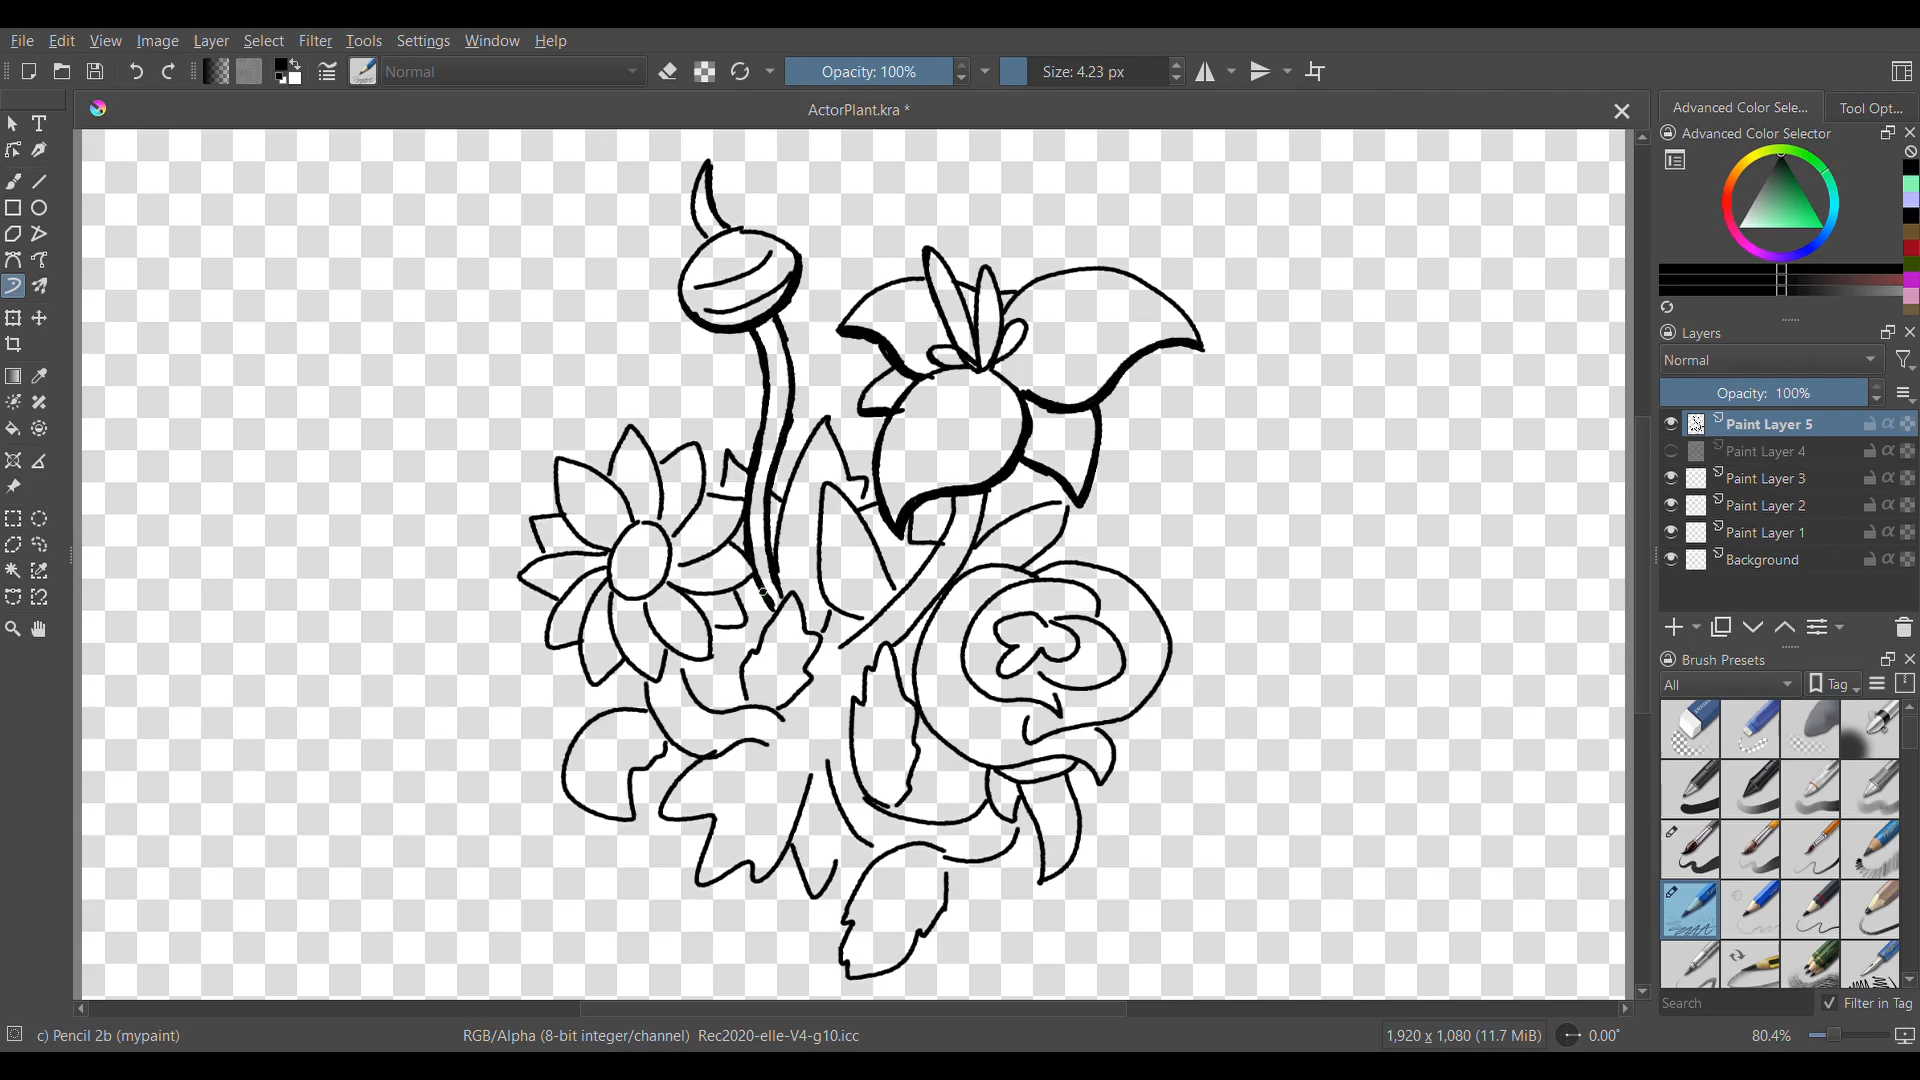 File Edit View Image Layer Select Filter Tools Settings Window Help
Normal
Opacity: 100%
Size: 4.23 px
ActorPlant.kra *
Advanced Color Sele...
Tool Opt...
Advanced Color Selector
Layers
Normal
Opacity: 100%
Paint Layer 5
Paint Layer 4
Paint Layer 3
Paint Layer 2
Paint Layer 1
Background
Brush Presets
All
Tag
Search
Filter in Tag
c) Pencil 2b (mypaint)
RGB/Alpha (8-bit integer/channel) Rec2020-elle-V4-g10.icc
1,920 x 1,080 (11.7 MiB)
0.00°
80.4%